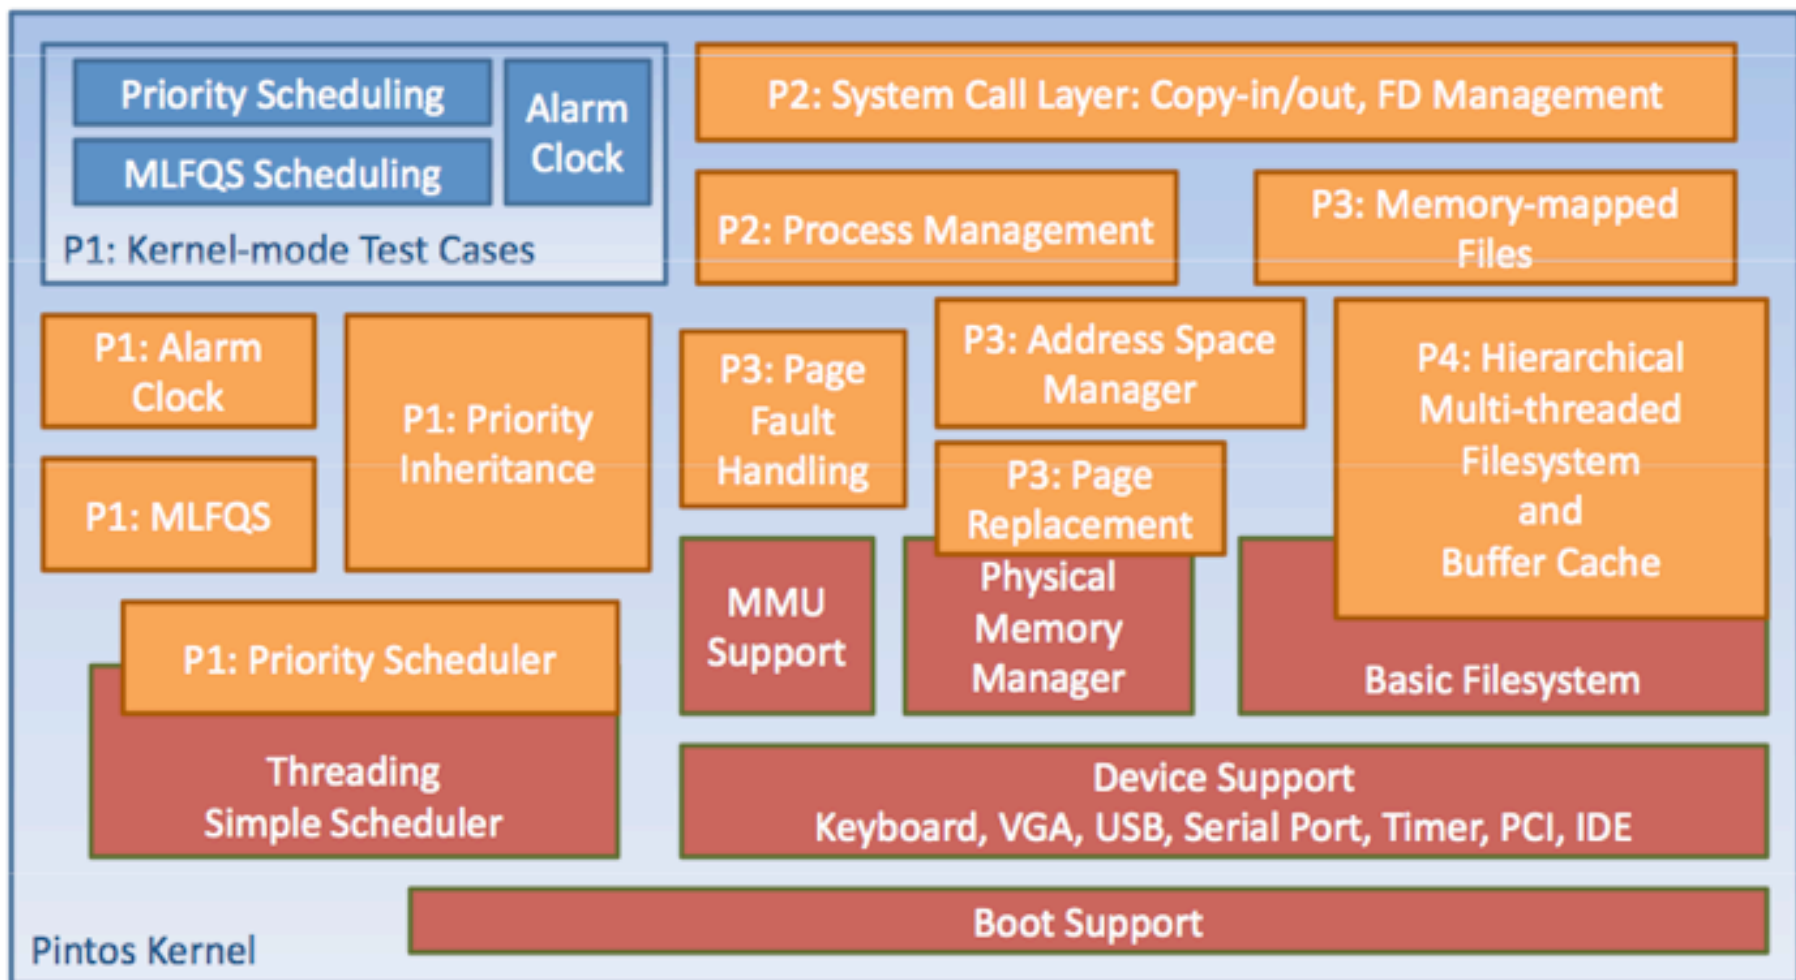 Priority Scheduling
MLFQS Scheduling
Alarm
Clock
P1: Kernel-mode Test Cases
P2: System Call Layer: Copy-in/out, FD Management
P2: Process Management
P3: Memory-mapped
Files
P1: Alarm
Clock
P1: MLFQS
P1: Priority
Inheritance
P3: Page
Fault
Handling
P3: Address Space
Manager
P3: Page
Replacement
P4: Hierarchical
Multi-threaded
Filesystem
and
Buffer Cache
P1: Priority Scheduler
Threading
Simple Scheduler
MMU
Support
Physical
Memory
Manager
Basic Filesystem
Device Support
Keyboard, VGA, USB, Serial Port, Timer, PCI, IDE
Boot Support
Pintos Kernel